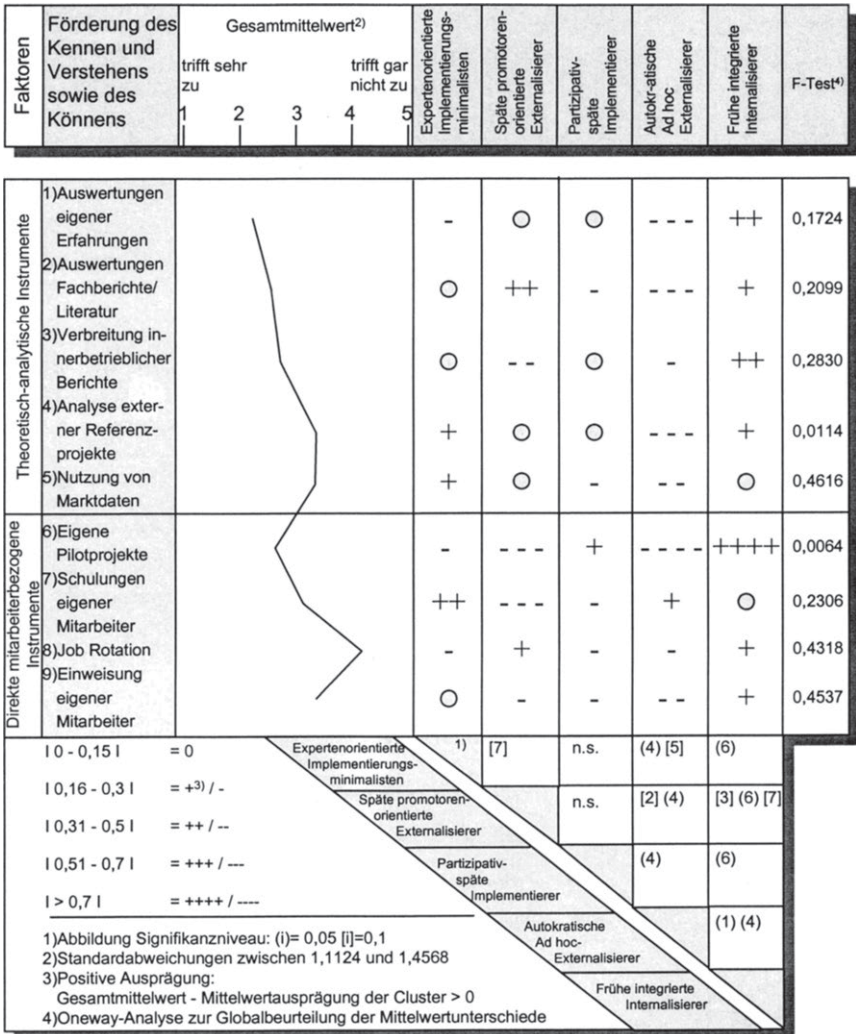 Faktoren
Förderung des
Kennen und
Verstehens
sowie des
Könnens
Gesamtmittelwert2)
trifft sehr
zu
trifft gar
nicht zu
1 2 3 4 5
Expertenorientierte
Implementierungs-
minimalisten
Späte promotoren-
orientierte
Externalisierer
Partizipativ-
späte
Implementierer
Autokr-atische
Ad hoc
Externalisierer
Frühe integrierte
Internalisierer
F-Test4)
Theoretisch-analytische Instrumente
1)Auswertungen
eigener
Erfahrungen
- O O - - - ++ 0,1724
2)Auswertungen
Fachberichte/
Literatur
O ++ - - - - + 0,2099
3)Verbreitung in-
nerbetrieblicher
Berichte
O - - O - ++ 0,2830
4)Analyse exter-
ner Referenz-
projekte
+ O O - - - + 0,0114
5)Nutzung von
Marktdaten
+ O - - - O 0,4616
Direkte mitarbeiterbezogene
Instrumente
6)Eigene
Pilotprojekte
- - - - + - - - - ++++ 0,0064
7)Schulungen
eigener
Mitarbeiter
++ - - - - + O 0,2306
8)Job Rotation
- + - - + 0,4318
9)Einweisung
eigener
Mitarbeiter
O - - - - + 0,4537
I 0 - 0,15 I = 0
I 0,16 - 0,3 I = +3) / -
I 0,31 - 0,5 I = ++ / --
I 0,51 - 0,7 I = +++ / ---
I > 0,7 I = ++++ / ----
Expertenorientierte
Implementierungs-
minimalisten
1) [7] n.s. (4) [5] (6)
Späte promotoren-
orientierte
Externalisierer
n.s. [2] (4) [3] (6) [7]
Partizipativ-
späte
Implementierer
(4) (6)
Autokratische
Ad hoc-
Externalisierer
(1) (4)
Frühe integrierte
Internalisierer
1)Abbildung Signifikanzniveau: (i)= 0,05 [i]=0,1
2)Standardabweichungen zwischen 1,1124 und 1,4568
3)Positive Ausprägung:
Gesamtmittelwert - Mittelwertausprägung der Cluster > 0
4)Oneway-Analyse zur Globalbeurteilung der Mittelwertunterschiede